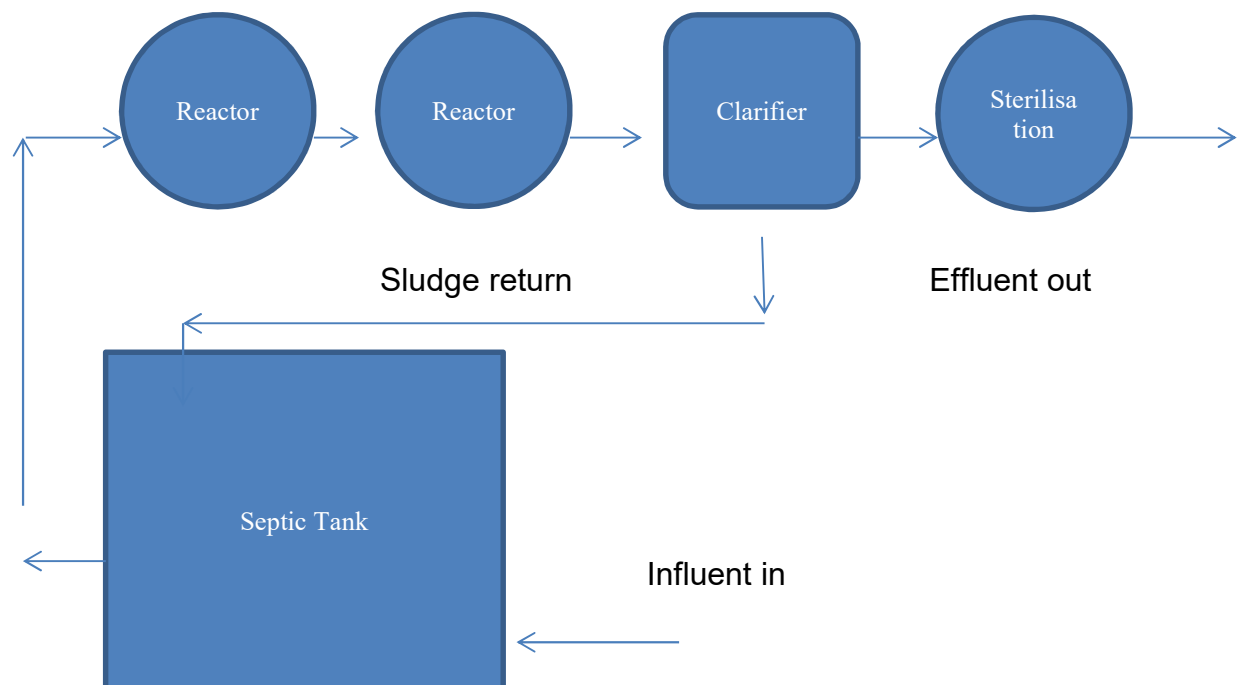 Reactor
Reactor
Clarifier
Sterilisa
tion
Sludge return
Effluent out
Septic Tank
Influent in